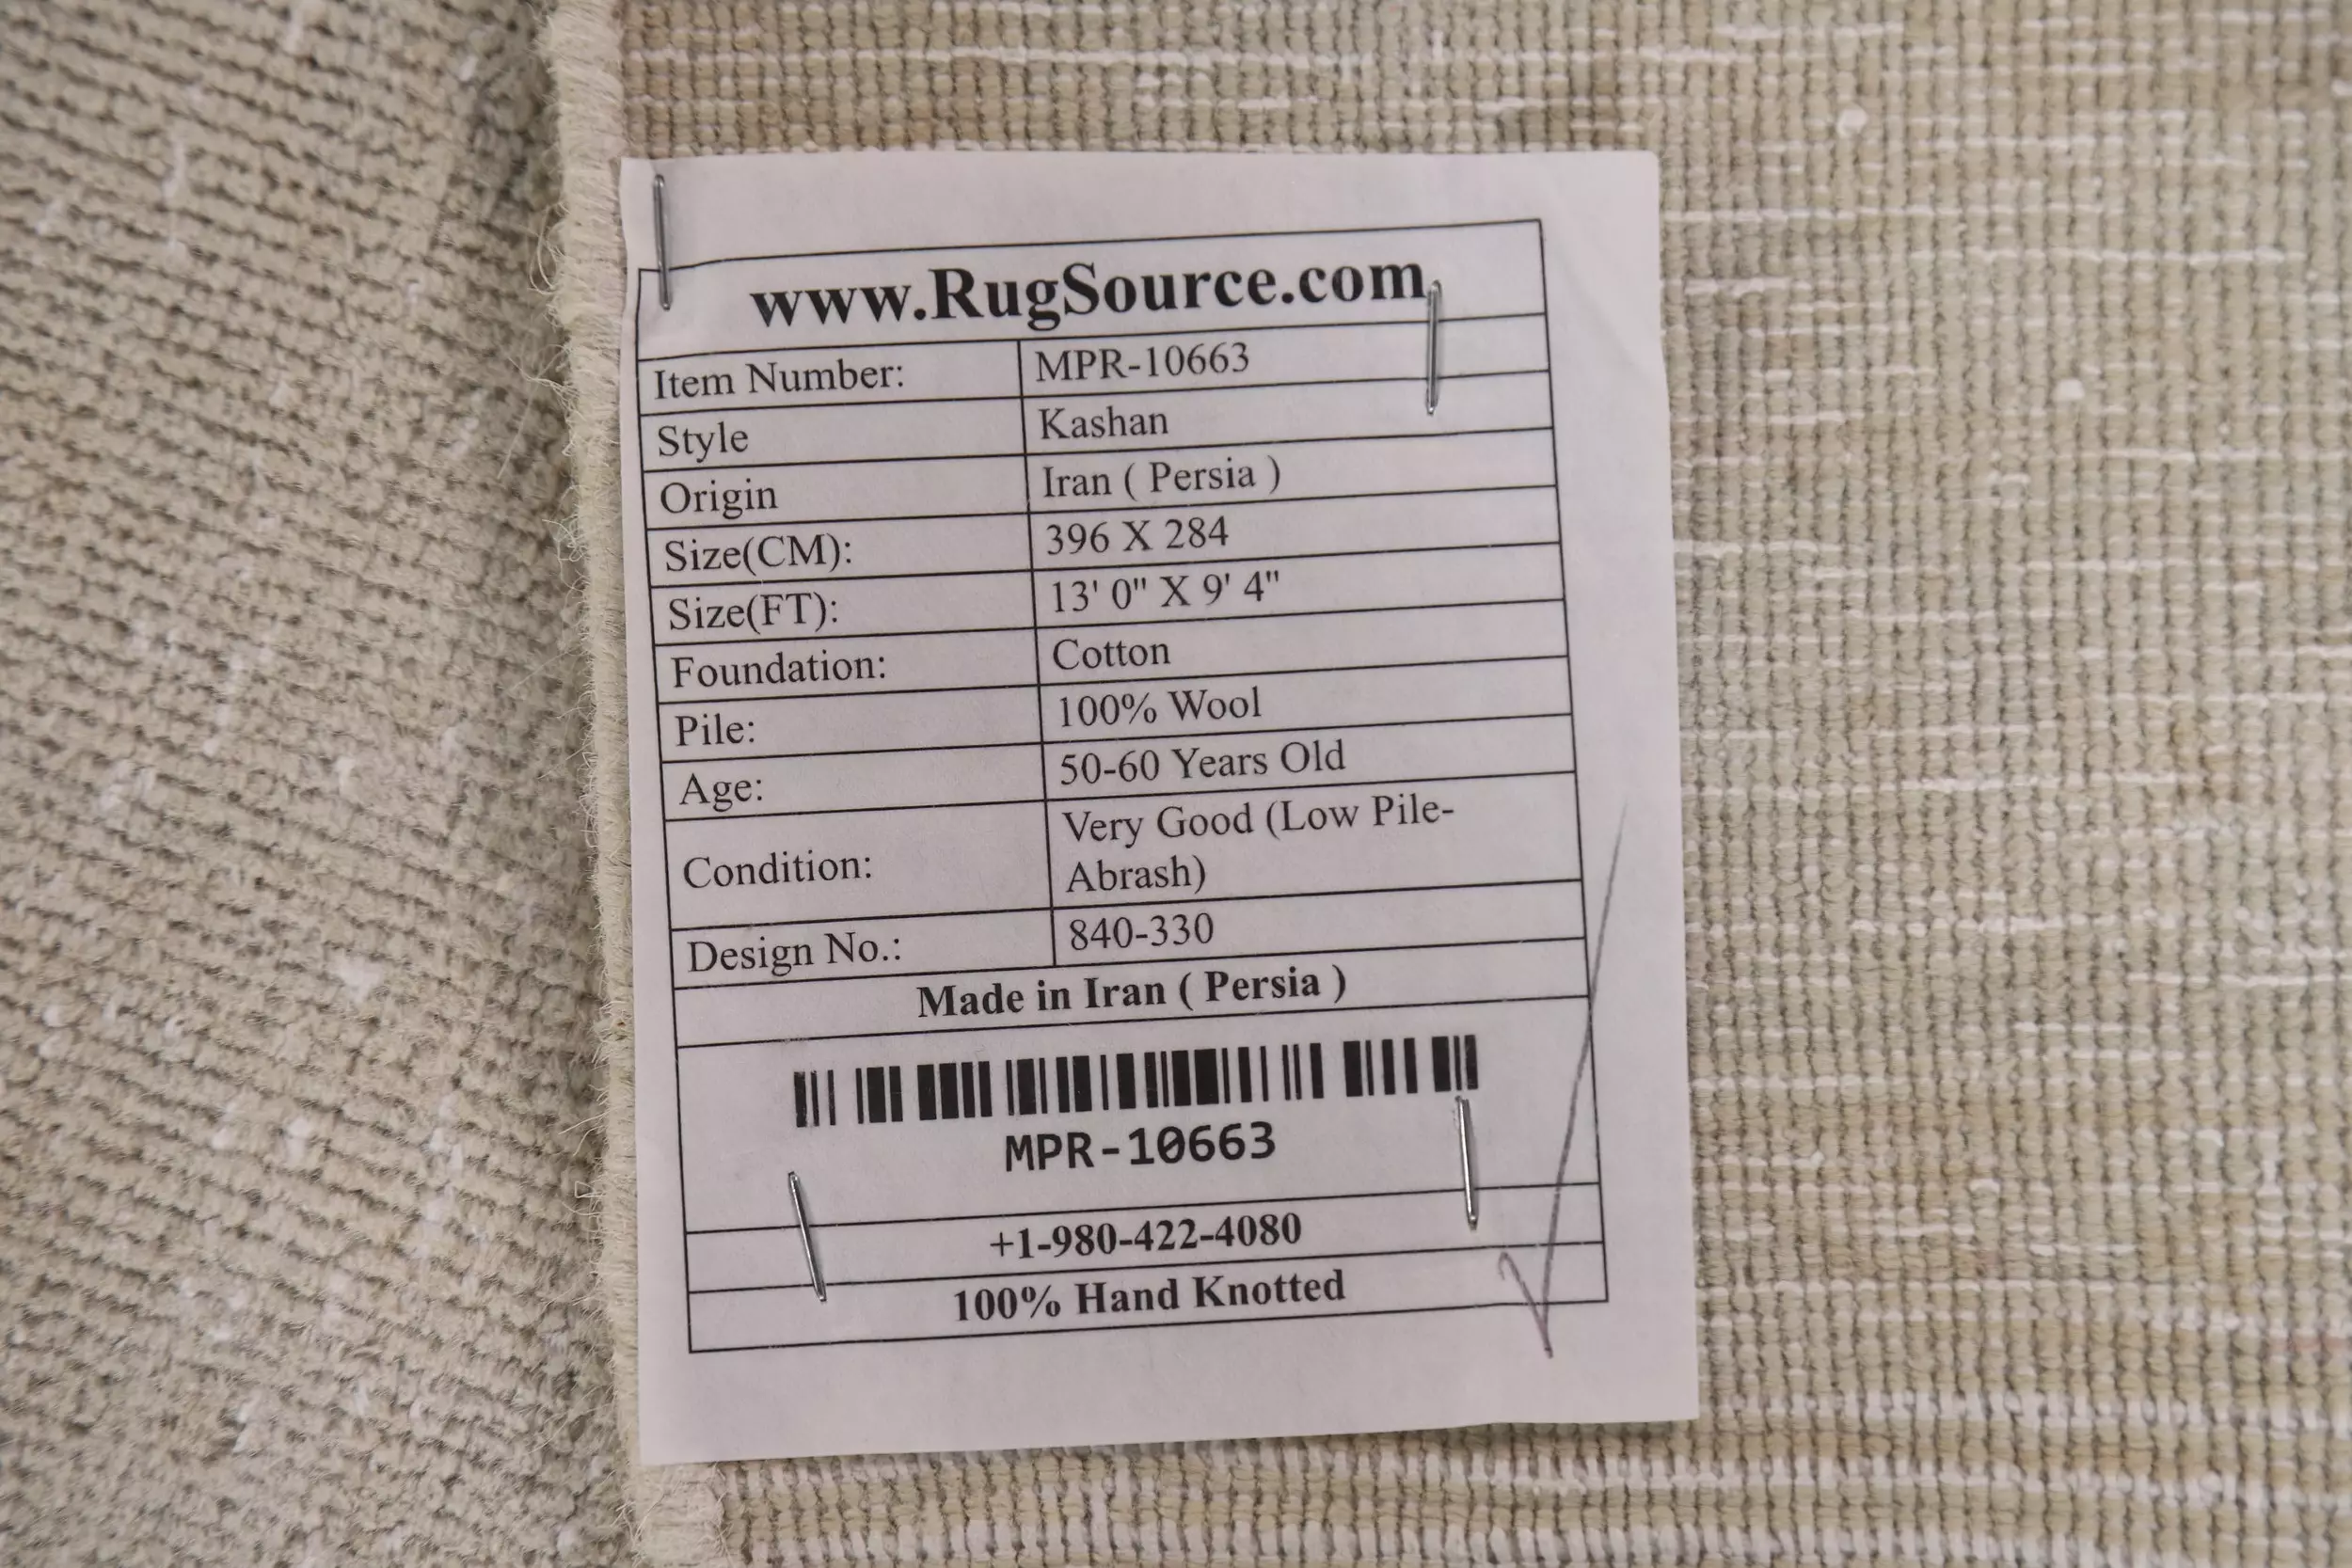 www.RugSource.com
Item Number: MPR-10663
Style Kashan
Origin Iran ( Persia )
Size(CM): 396 X 284
Size(FT): 13' 0" X 9' 4"
Foundation: Cotton
Pile: 100% Wool
Age: 50-60 Years Old
Condition: Very Good (Low Pile-
Abrash)
Design No.: 840-330
Made in Iran ( Persia )
MPR-10663
+1-980-422-4080
100% Hand Knotted